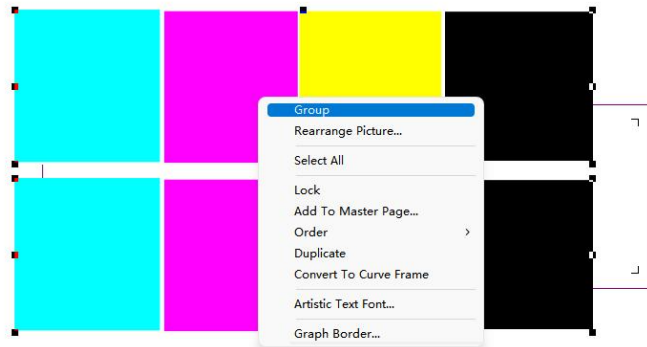 Group
Rearrange Picture...
Select All
Lock
Add To Master Page...
Order
Duplicate
Convert To Curve Frame
Artistic Text Font...
Graph Border...